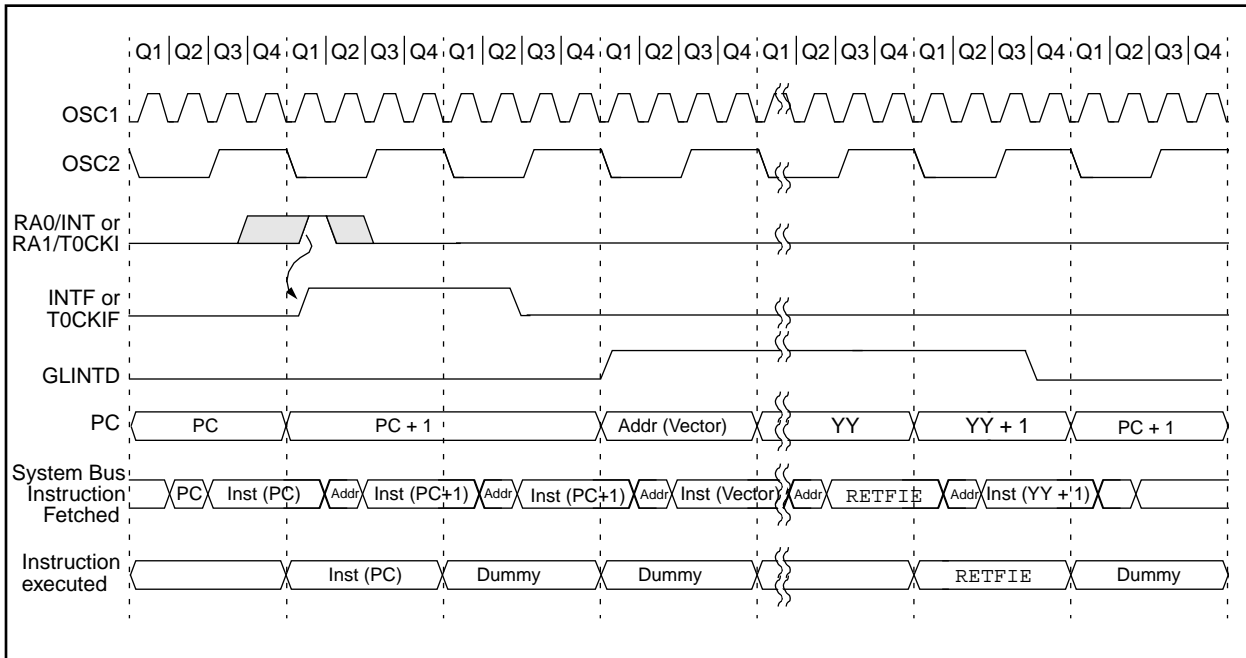 Q1 Q2 Q3 Q4 Q1 Q2 Q3 Q4 Q1 Q2 Q3 Q4 Q1 Q2 Q3 Q4 Q1 Q2 Q3 Q4 Q1 Q2 Q3 Q4 Q1 Q2 Q3 Q4
OSC1
OSC2
RA0/INT or
RA1/T0CKI
INTF or
T0CKIF
GLINTD
PC PC PC + 1 Addr (Vector) YY YY + 1 PC + 1
System Bus
Instruction
Fetched
PC Inst (PC) Addr Inst (PC+1) Addr Inst (PC+1) Addr Inst (Vector) Addr RETFIE Addr Inst (YY + 1)
Instruction
executed
Inst (PC) Dummy Dummy RETFIE Dummy